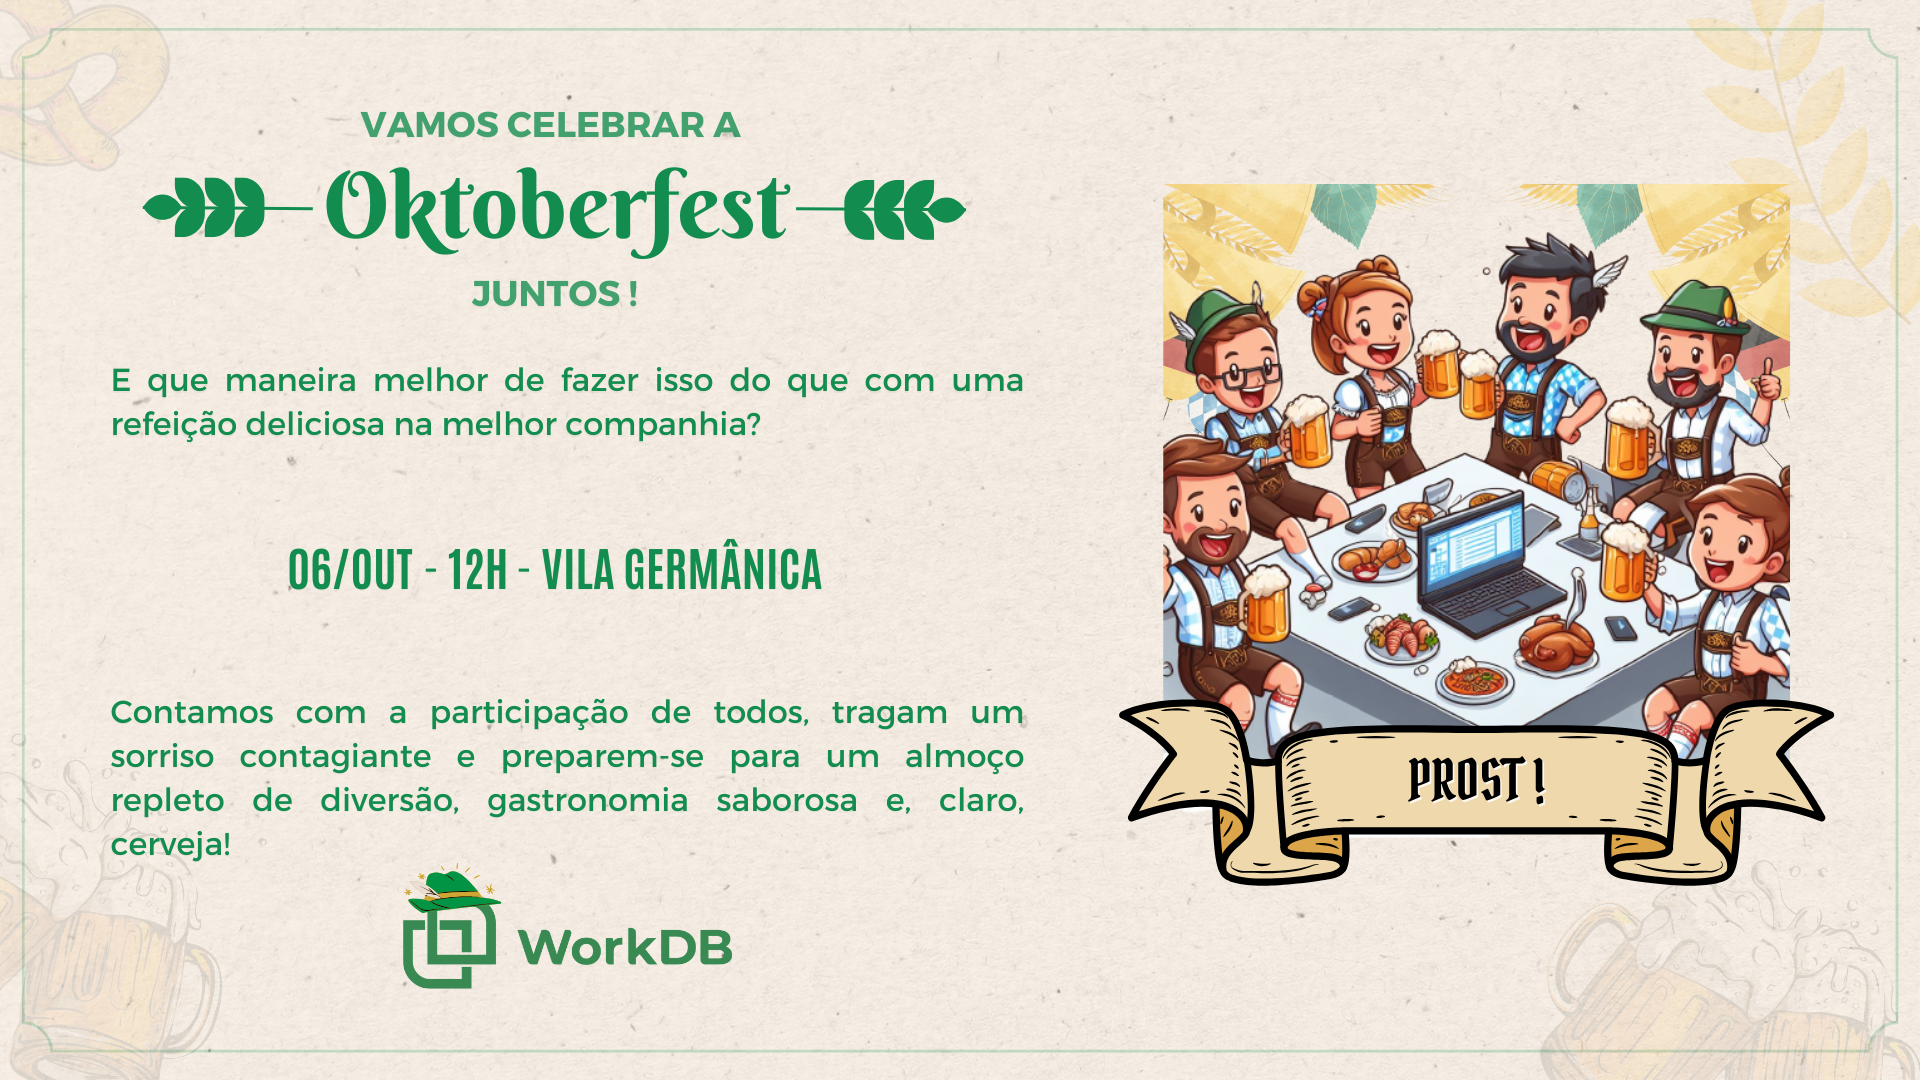 VAMOS CELEBRAR A
Oktoberfest
JUNTOS !
E que maneira melhor de fazer isso do que com uma
refeição deliciosa na melhor companhia?
06/OUT - 12H - VILA GERMÂNICA
Contamos com a participação de todos, tragam um
sorriso contagiante e preparem-se para um almoço
repleto de diversão, gastronomia saborosa e, claro,
cerveja!
WorkDB
PROST !